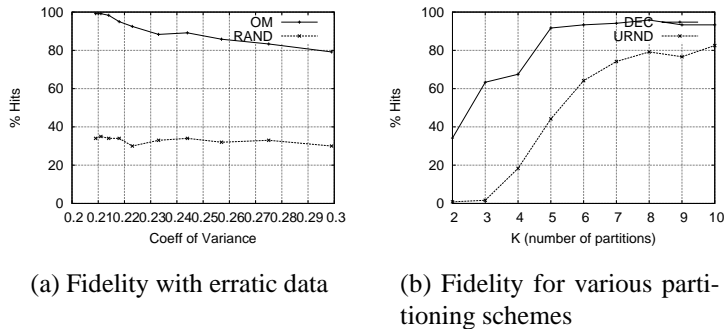 100
80
60
40
20
0
% Hits
OM
RAND
0.2 0.21 0.22 0.23 0.24 0.25 0.26 0.27 0.28 0.29 0.3
Coeff of Variance
(a) Fidelity with erratic data
100
80
60
40
20
0
% Hits
DEC
URND
2 3 4 5 6 7 8 9 10
K (number of partitions)
(b) Fidelity for various parti-
tioning schemes